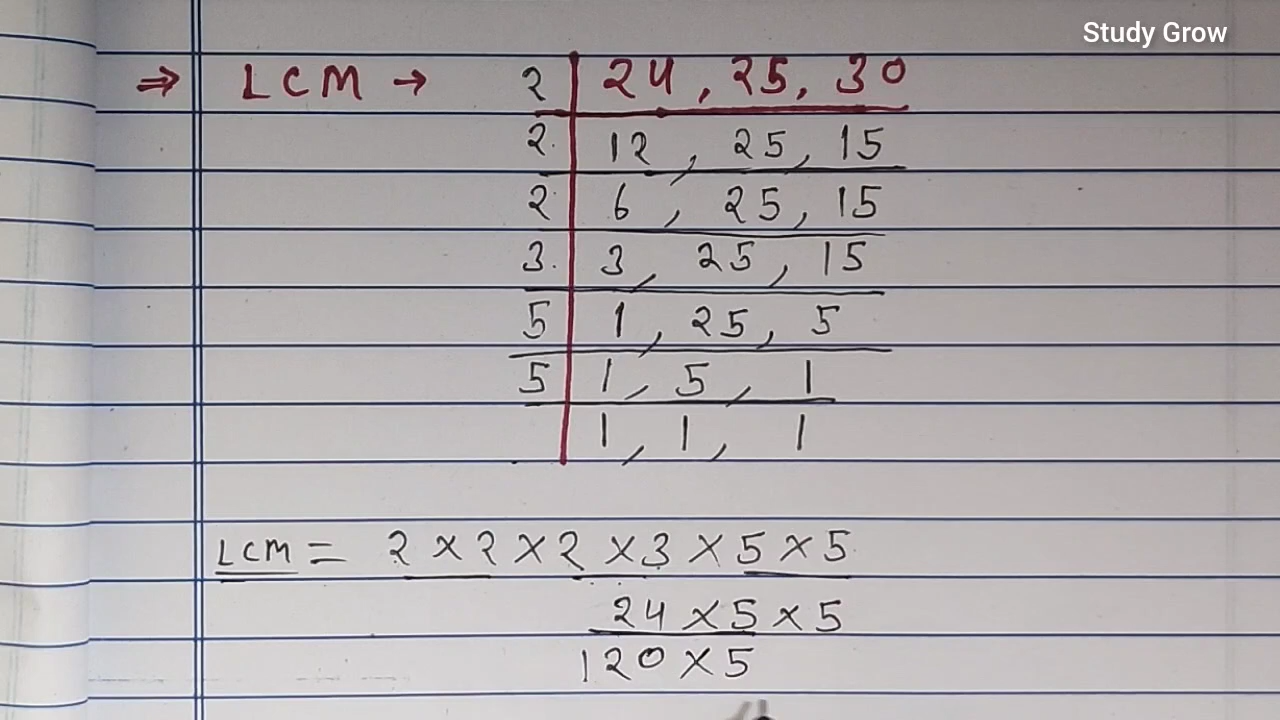 Study Grow
⇒ LCM → 2 | 24, 25, 30
2. | 12, 25, 15
2 | 6, 25, 15
3. | 3, 25, 15
5 | 1, 25, 5
5 | 1, 5, 1
| 1, 1, 1
LCM = 2 × 2 × 2 × 3 × 5 × 5
24 × 5 × 5
120 × 5